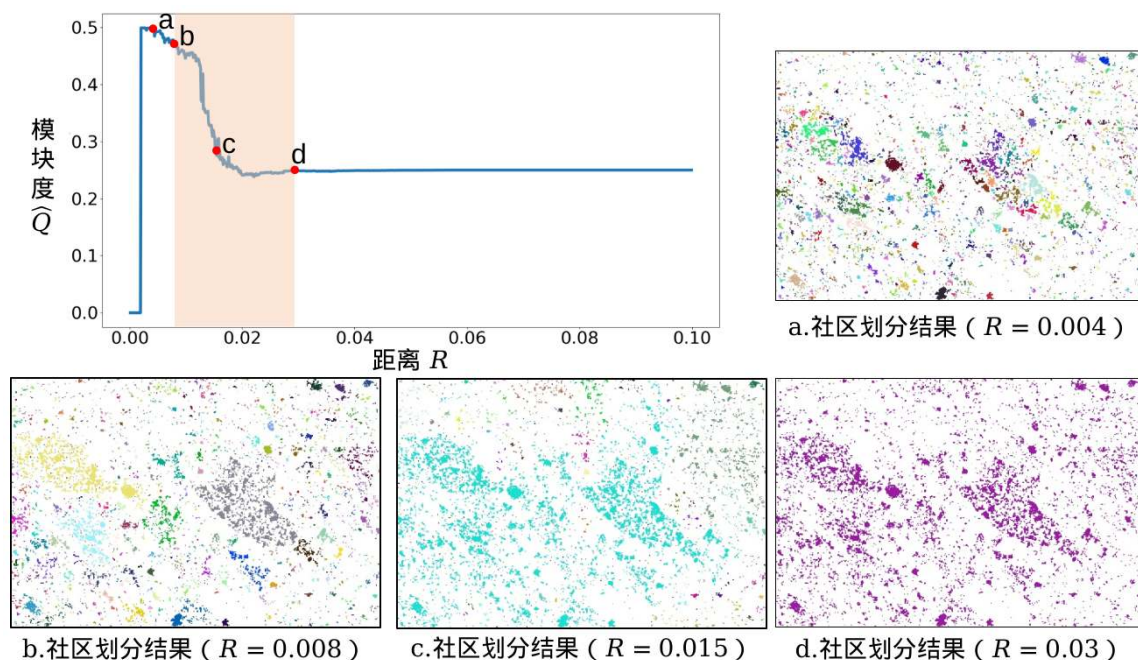 模块度(Q)
0.5
0.4
0.3
0.2
0.1
0.0
a
b
c
d
0.00
0.02
0.04
0.06
0.08
0.10
距离 R
a.社区划分结果 ( R = 0.004 )
b.社区划分结果 ( R = 0.008 )
c.社区划分结果 ( R = 0.015 )
d.社区划分结果 ( R = 0.03 )